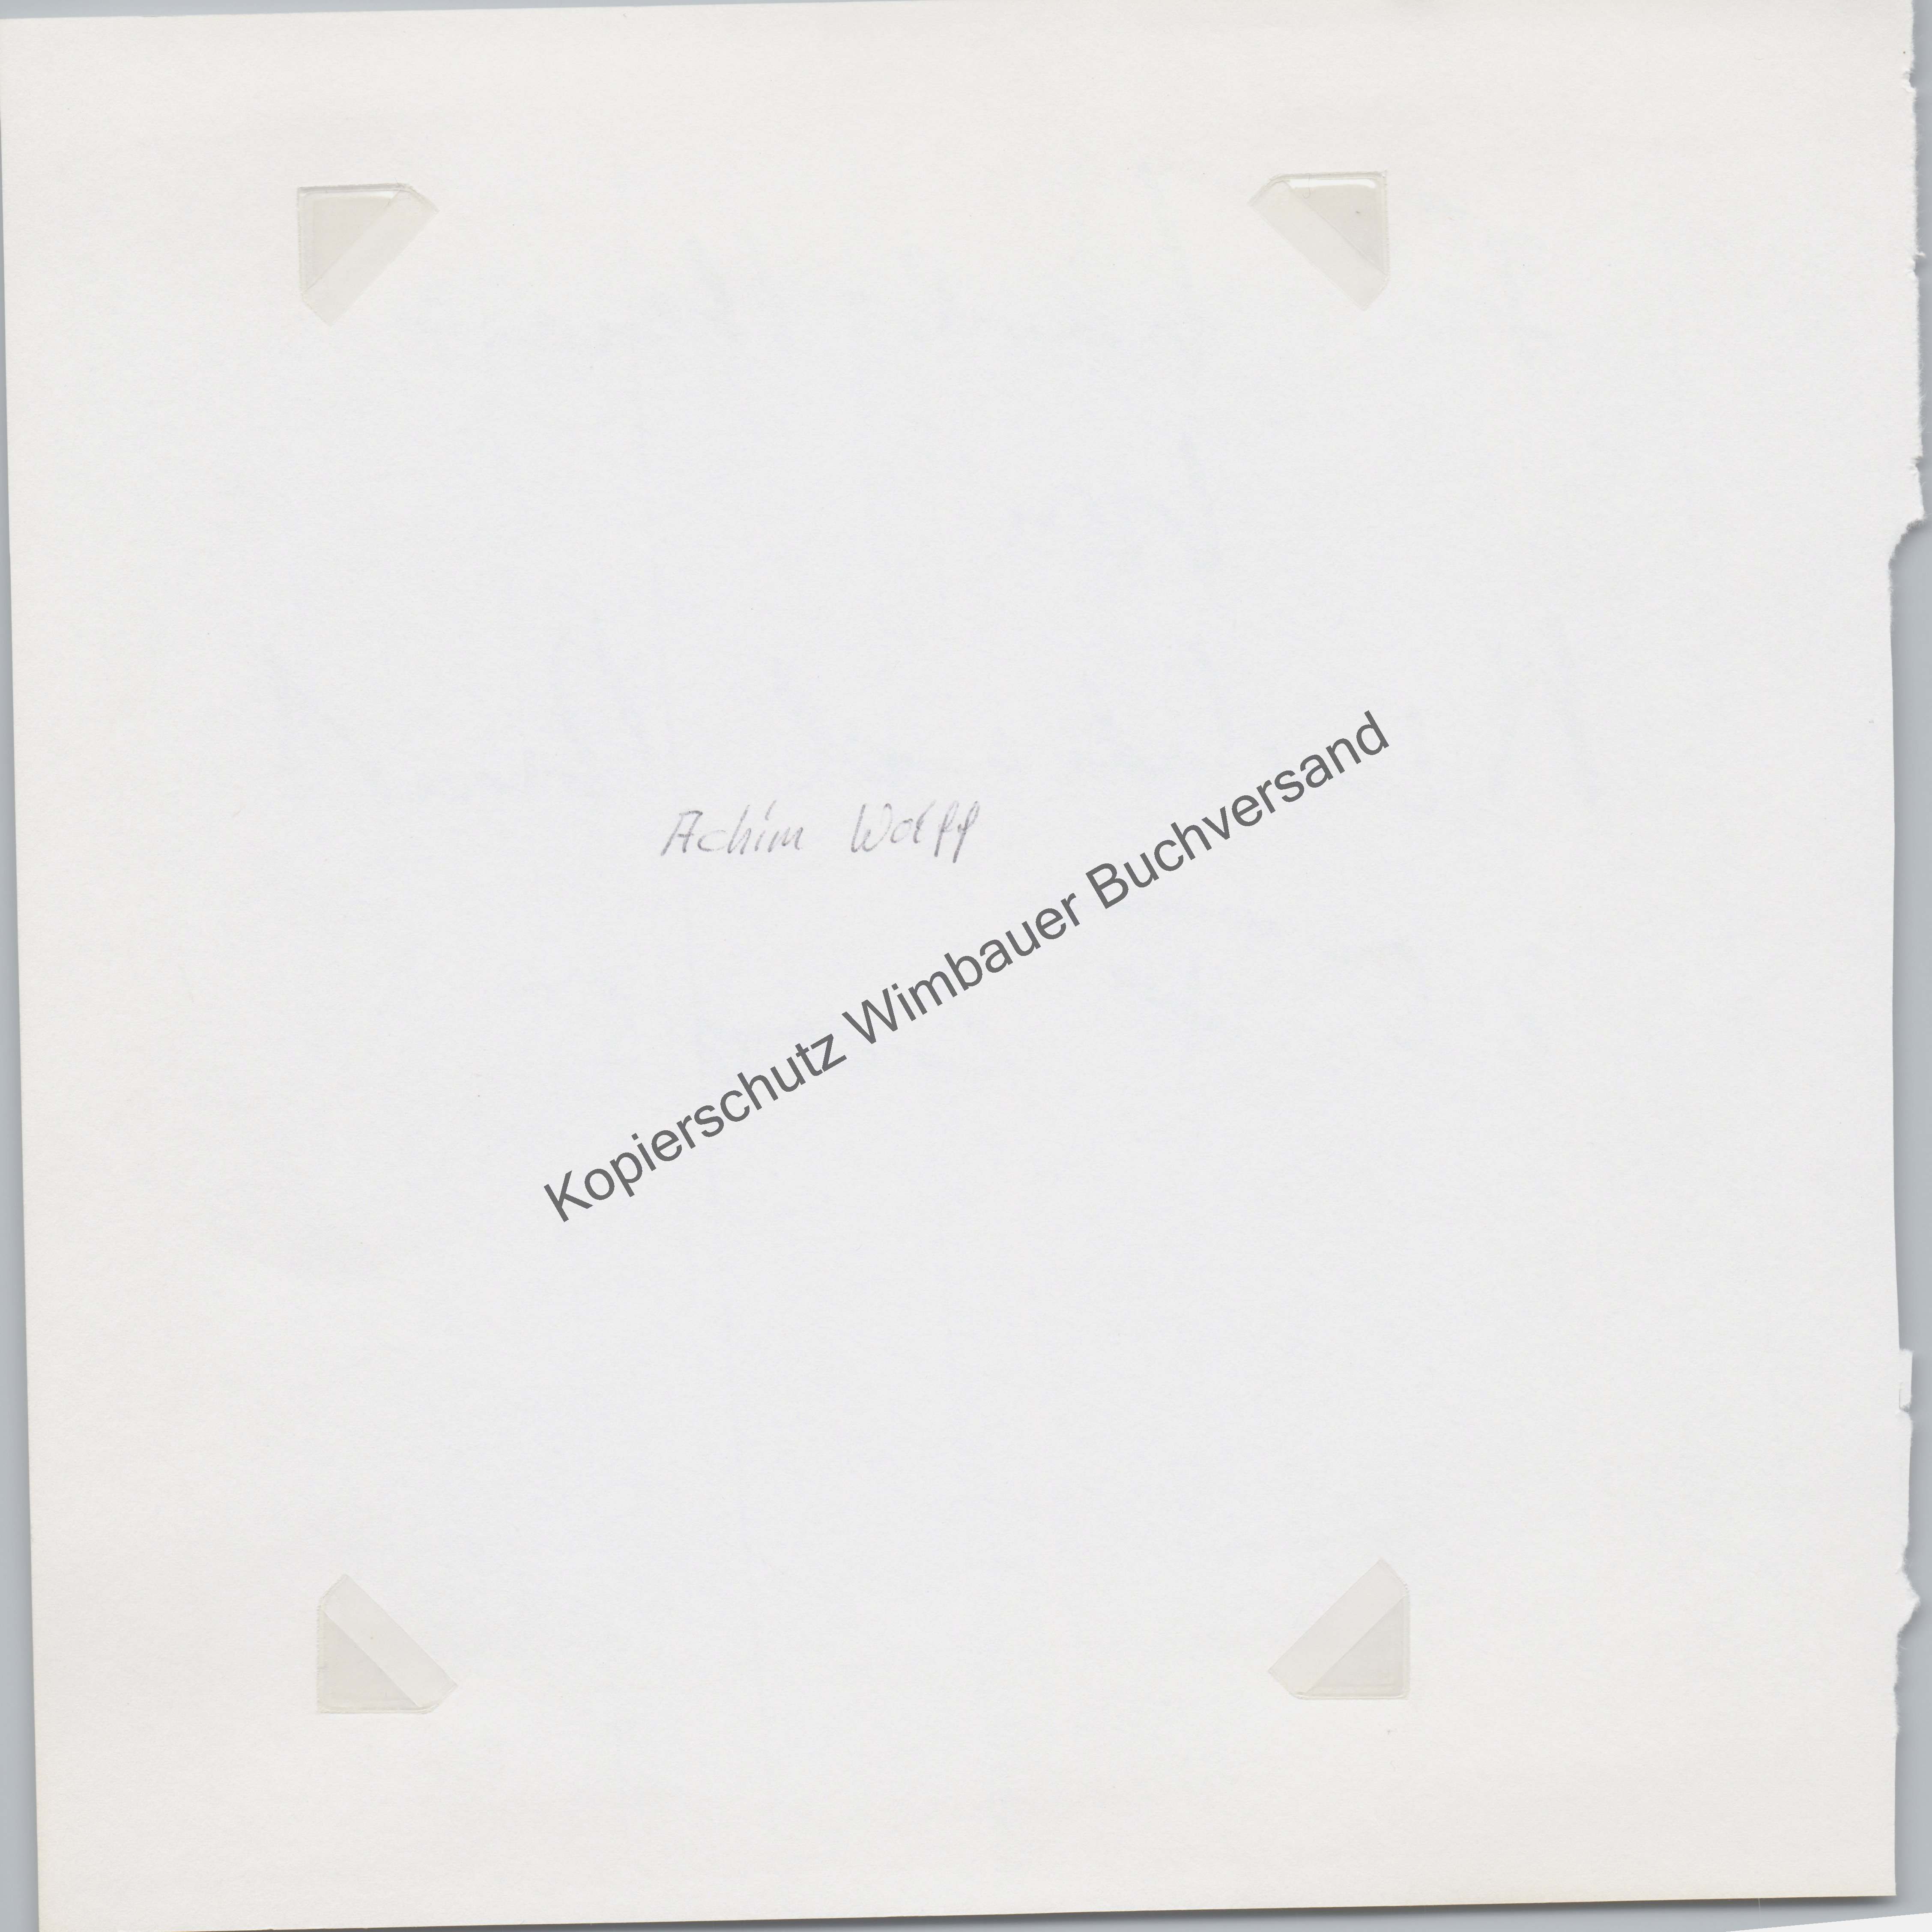 Achim Wolff
Kopierschutz Wimbauer Buchversand